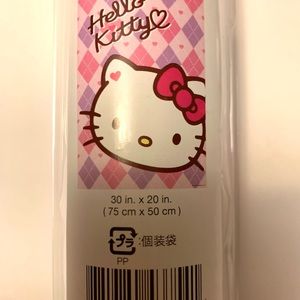 Hello
Kitty
30 in. x 20 in.
( 75 cm x 50 cm )
プラ :個装袋
PP